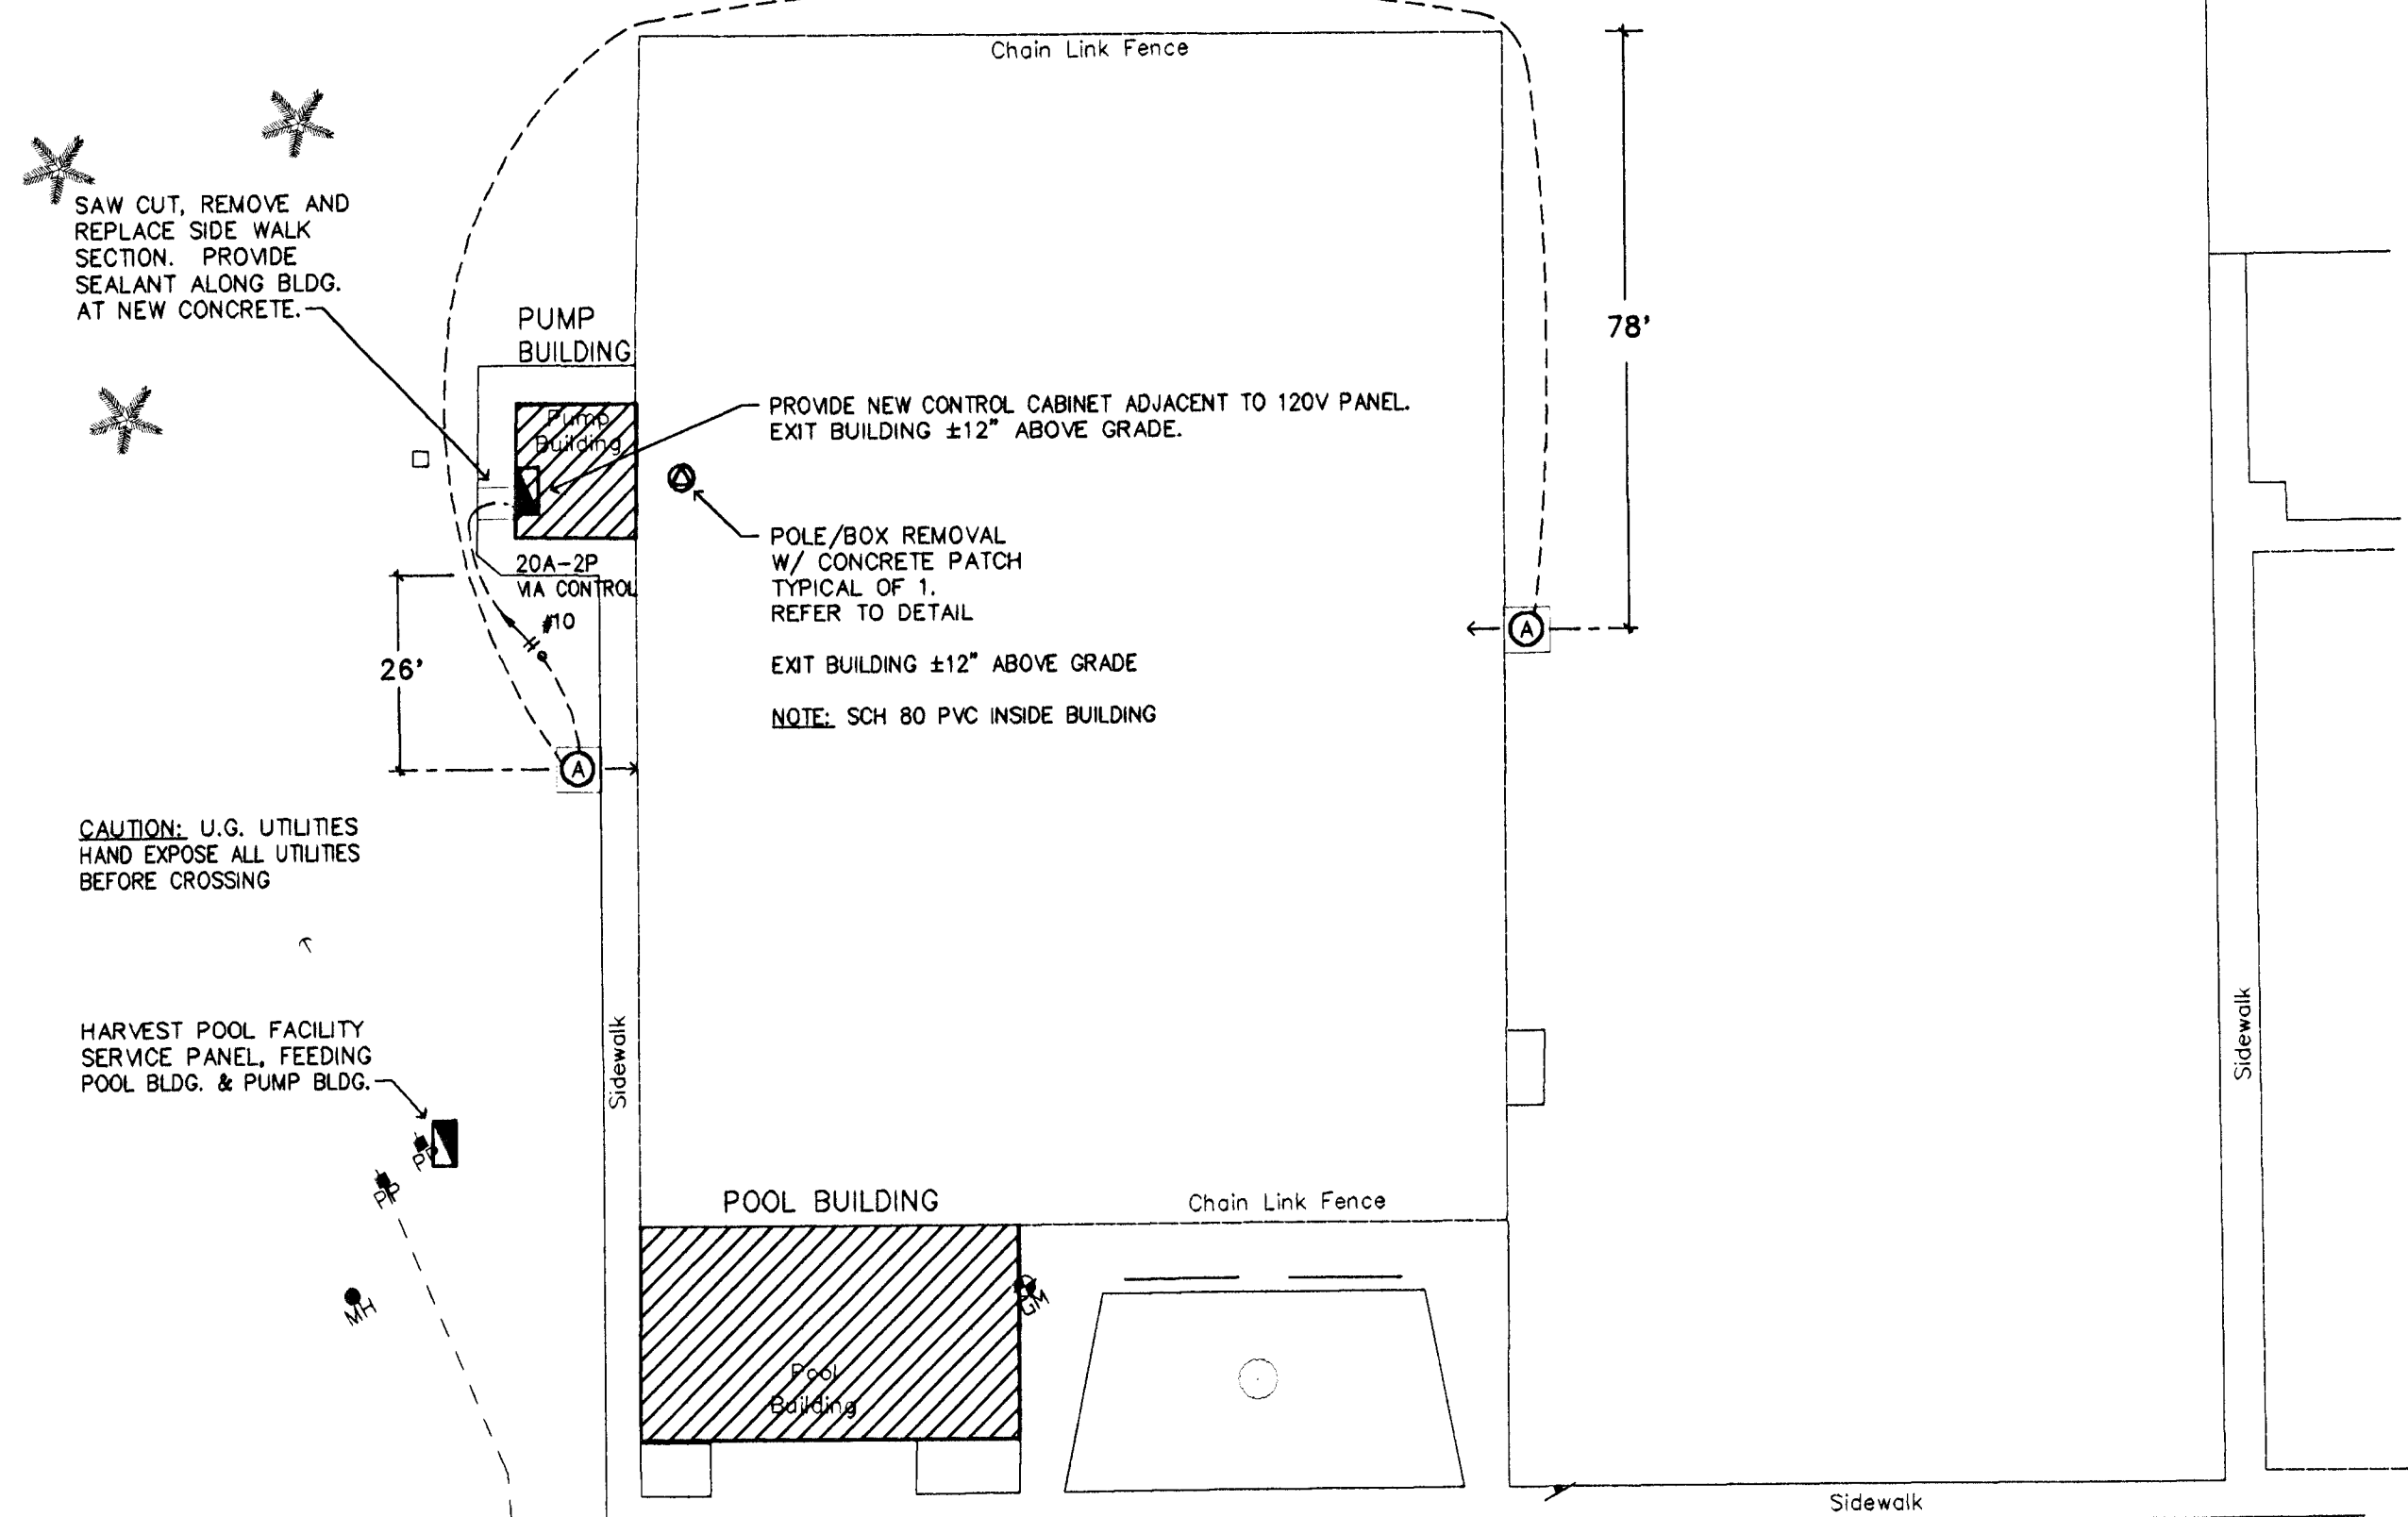 Chain Link Fence
SAW CUT, REMOVE AND
REPLACE SIDE WALK
SECTION. PROVIDE
SEALANT ALONG BLDG.
AT NEW CONCRETE.
PUMP
BUILDING
78'
Pump
Building
PROVIDE NEW CONTROL CABINET ADJACENT TO 120V PANEL.
EXIT BUILDING ±12" ABOVE GRADE.
POLE/BOX REMOVAL
W/ CONCRETE PATCH
TYPICAL OF 1.
REFER TO DETAIL
20A-2P
VIA CONTROL
#10
A
26'
EXIT BUILDING ±12" ABOVE GRADE
NOTE: SCH 80 PVC INSIDE BUILDING
A
CAUTION: U.G. UTILITIES
HAND EXPOSE ALL UTILITIES
BEFORE CROSSING
HARVEST POOL FACILITY
SERVICE PANEL, FEEDING
POOL BLDG. & PUMP BLDG.
Sidewalk
Sidewalk
PP
PP
POOL BUILDING
Chain Link Fence
MH
GM
Pool
Building
Sidewalk